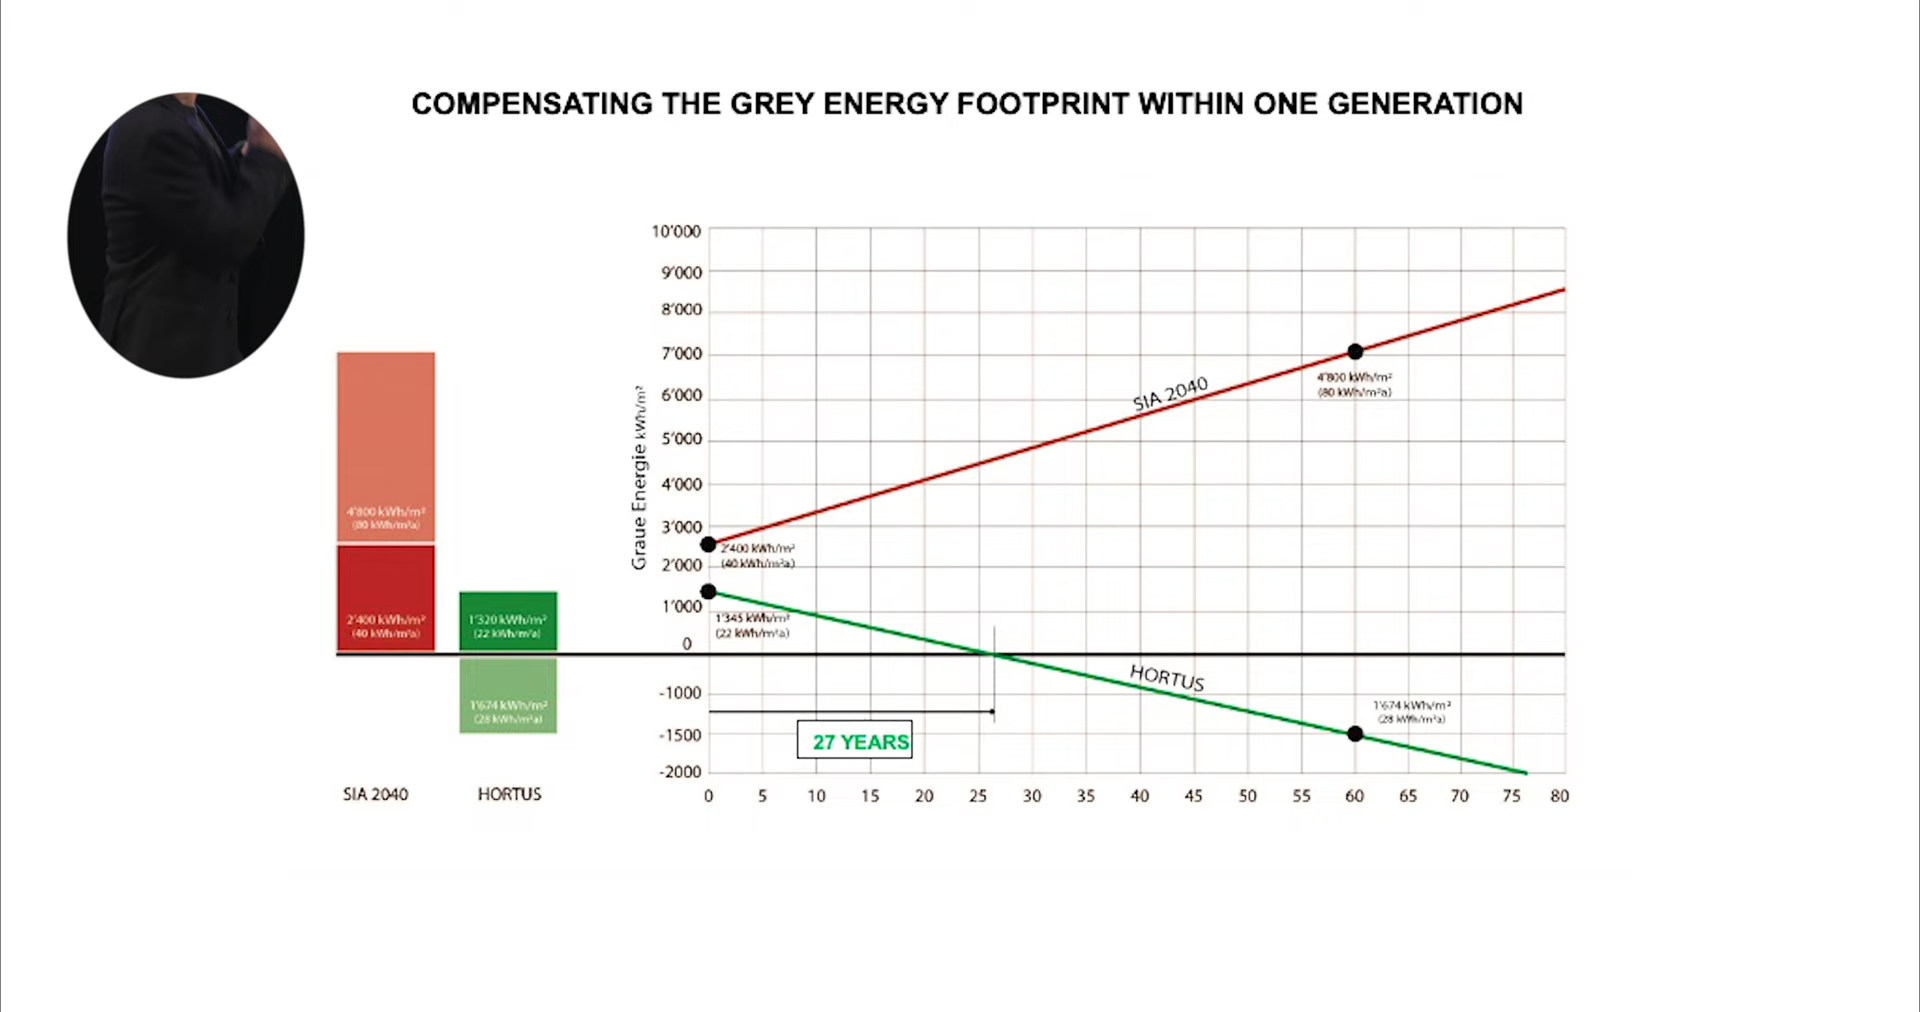 COMPENSATING THE GREY ENERGY FOOTPRINT WITHIN ONE GENERATION
4'800 kWh/m²
(80 kWh/m²a)
2'400 kWh/m²
(40 kWh/m²a)
1'320 kWh/m²
(22 kWh/m²a)
1'674 kWh/m²
(28 kWh/m²a)
SIA 2040
HORTUS
Graue Energie kWh/m²
10'000
9'000
8'000
7'000
6'000
5'000
4'000
3'000
2'000
1'000
0
-1000
-1500
-2000
SIA 2040
4'800 kWh/m²
(80 kWh/m²a)
2'400 kWh/m²
(40 kWh/m²a)
1'345 kWh/m²
(22 kWh/m²a)
HORTUS
1'674 kWh/m²
(28 kWh/m²a)
27 YEARS
0 5 10 15 20 25 30 35 40 45 50 55 60 65 70 75 80